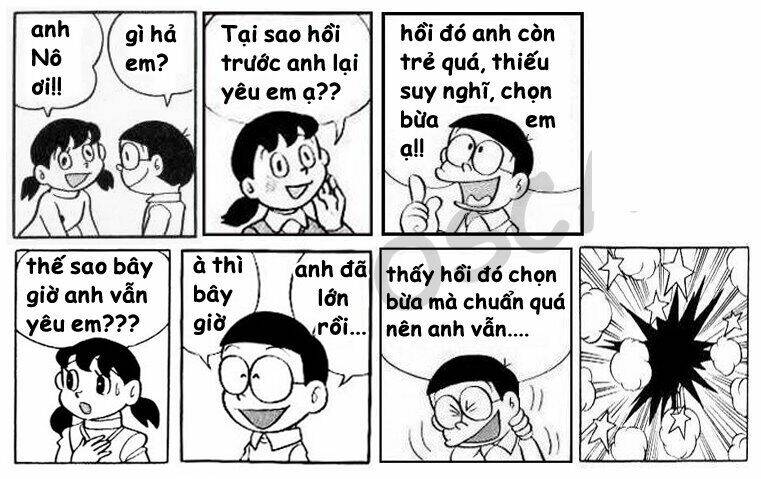 anh
Nô
ơi!!
gì hả
em?
Tại sao hồi
trước anh lại
yêu em ạ??
hồi đó anh còn
trẻ quá, thiếu
suy nghĩ, chọn
bừa em
ạ!!
thế sao bây
giờ anh vẫn
yêu em???
à thì
bây
giờ
anh đã
lớn
rồi...
thấy hồi đó chọn
bừa mà chuẩn quá
nên anh vẫn....